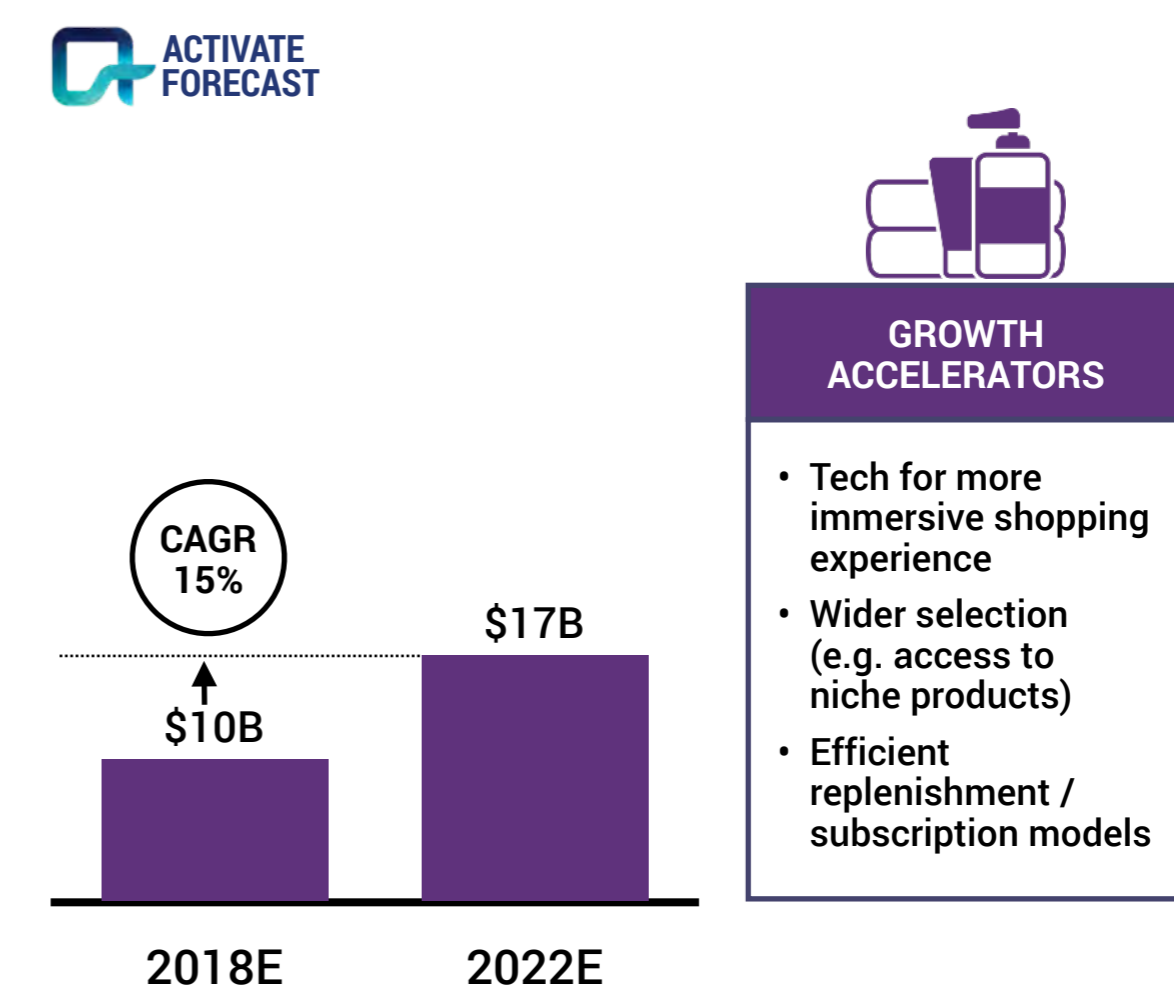 ACTIVATE
FORECAST
CAGR
15%
$10B
$17B
2018E
2022E
GROWTH
ACCELERATORS
• Tech for more
immersive shopping
experience
• Wider selection
(e.g. access to
niche products)
• Efficient
replenishment /
subscription models